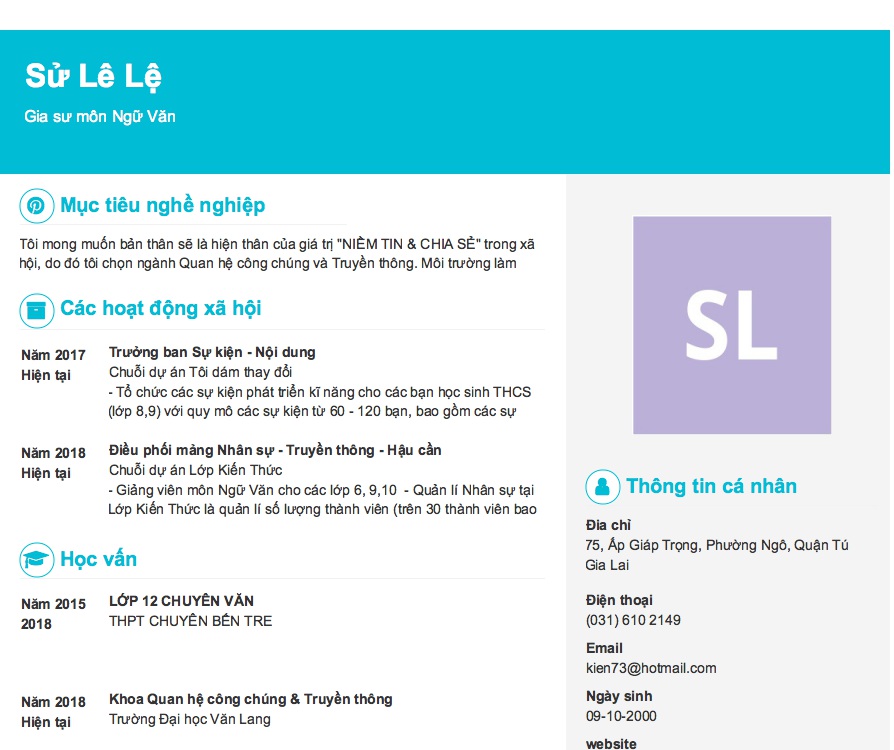 Sử Lê Lệ
Gia sư môn Ngữ Văn
Mục tiêu nghề nghiệp
Tôi mong muốn bản thân sẽ là hiện thân của giá trị "NIỀM TIN & CHIA SẺ" trong xã
hội, do đó tôi chọn ngành Quan hệ công chúng và Truyền thông. Môi trường làm
Các hoạt động xã hội
Năm 2017
Hiện tại
Trưởng ban Sự kiện - Nội dung
Chuỗi dự án Tôi dám thay đổi
- Tổ chức các sự kiện phát triển kĩ năng cho các bạn học sinh THCS
(lớp 8,9) với quy mô các sự kiện từ 60 - 120 bạn, bao gồm các sự
Năm 2018
Hiện tại
Điều phối mảng Nhân sự - Truyền thông - Hậu cần
Chuỗi dự án Lớp Kiến Thức
- Giảng viên môn Ngữ Văn cho các lớp 6, 9,10 - Quản lí Nhân sự tại
Lớp Kiến Thức là quản lí số lượng thành viên (trên 30 thành viên bao
Học vấn
Năm 2015
2018
LỚP 12 CHUYÊN VĂN
THPT CHUYÊN BẾN TRE
Năm 2018
Hiện tại
Khoa Quan hệ công chúng & Truyền thông
Trường Đại học Văn Lang
SL
Thông tin cá nhân
Địa chỉ
75, Ấp Giáp Trọng, Phường Ngô, Quận Tú
Gia Lai
Điện thoại
(031) 610 2149
Email
kien73@hotmail.com
Ngày sinh
09-10-2000
website